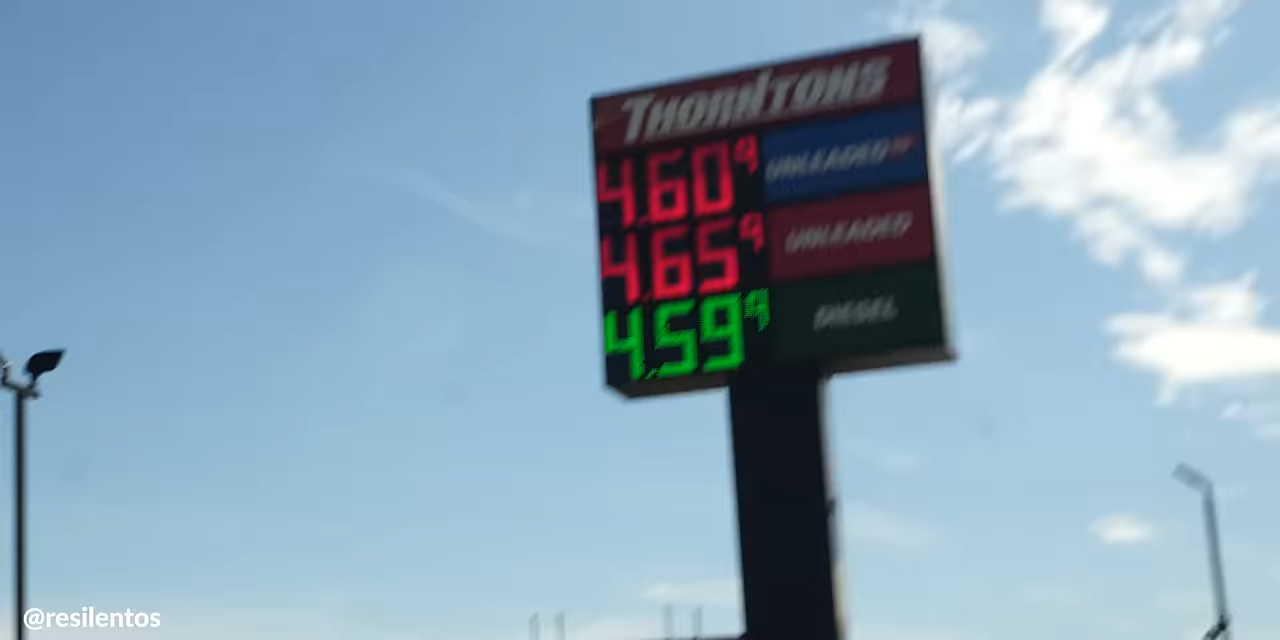 THORNTONS
4.60⁹ UNLEADED
4.65⁹ UNLEADED
4.59⁹ DIESEL
@resilentos